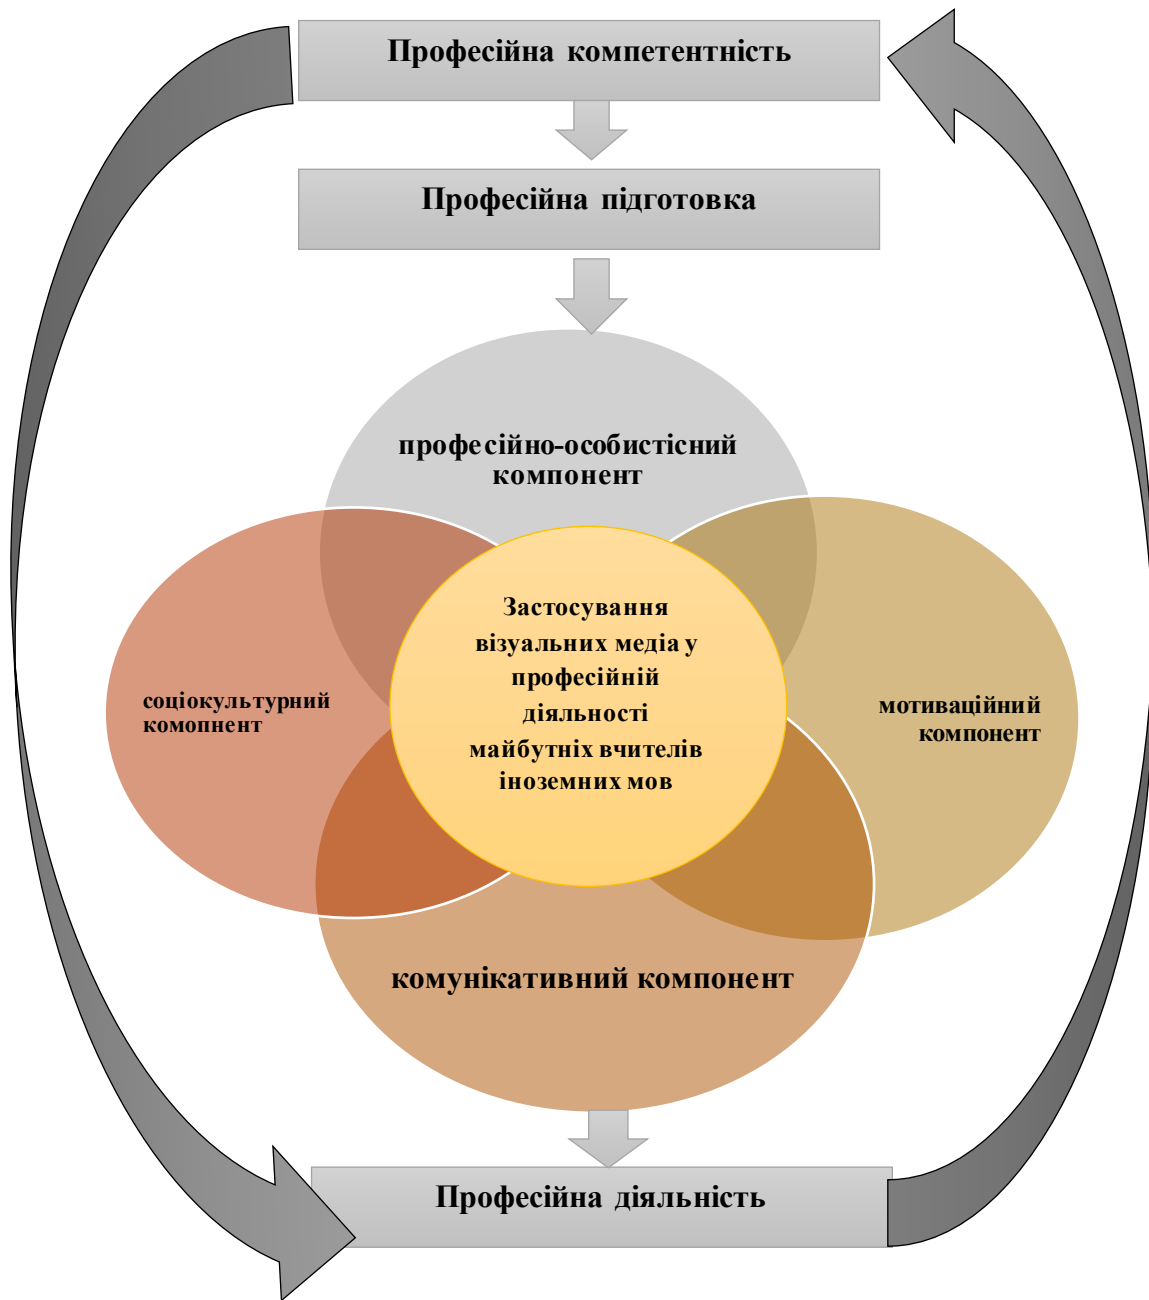 Професійна компетентність
Професійна підготовка
професійно-особистісний
компонент
Застосування
візуальних медіа у
професійній
діяльності
майбутніх вчителів
іноземних мов
соціокультурний
комопнент
мотиваційний
компонент
комунікативний компонент
Професійна діяльність